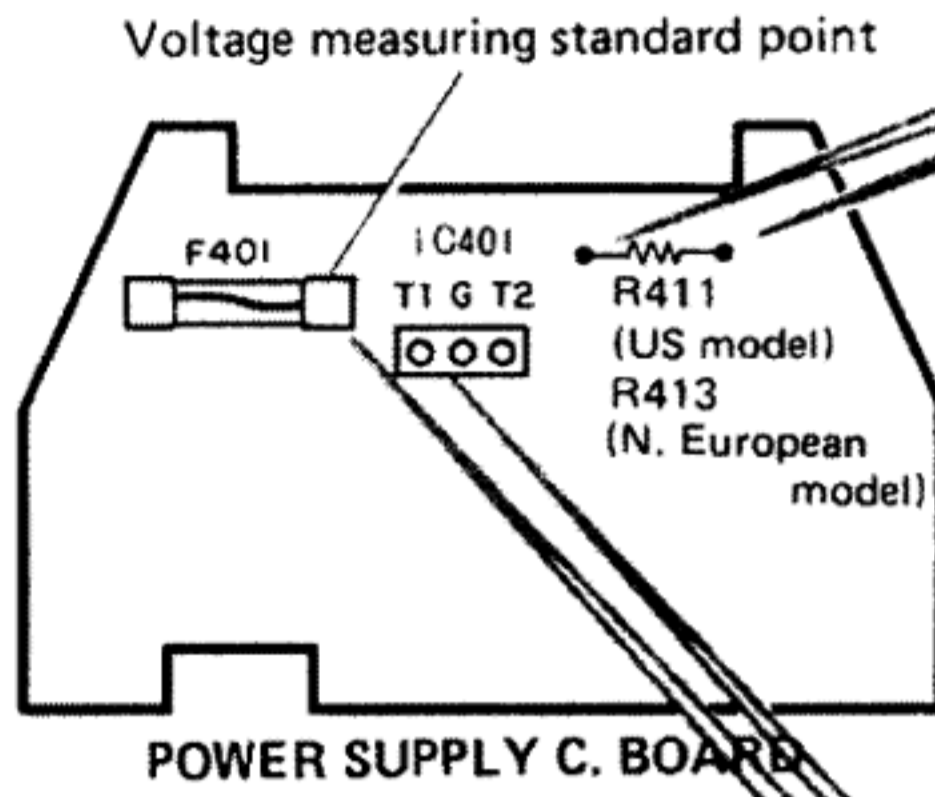 Voltage measuring standard point
F401
iC401
T1 G T2
R411
(US model)
R413
(N. European
model)
POWER SUPPLY C. BOARD